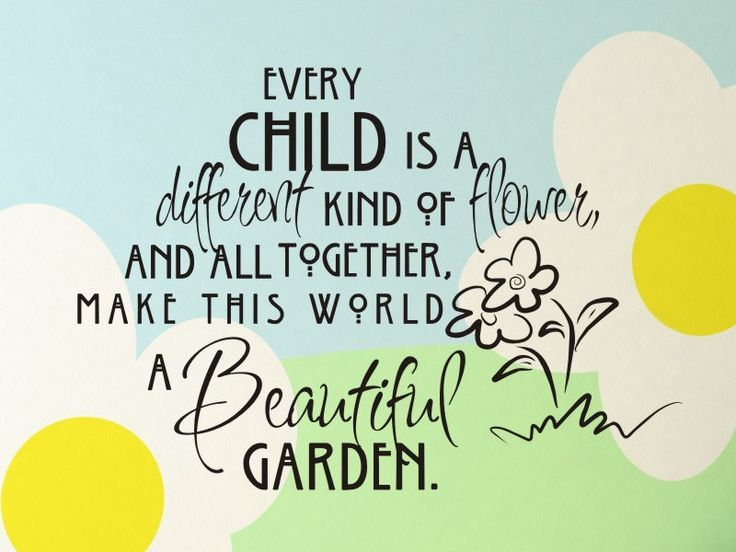 EVERY
CHILD IS A
different KIND OF flower,
AND ALL TOGETHER,
MAKE THIS WORLD
A Beautiful
GARDEN.